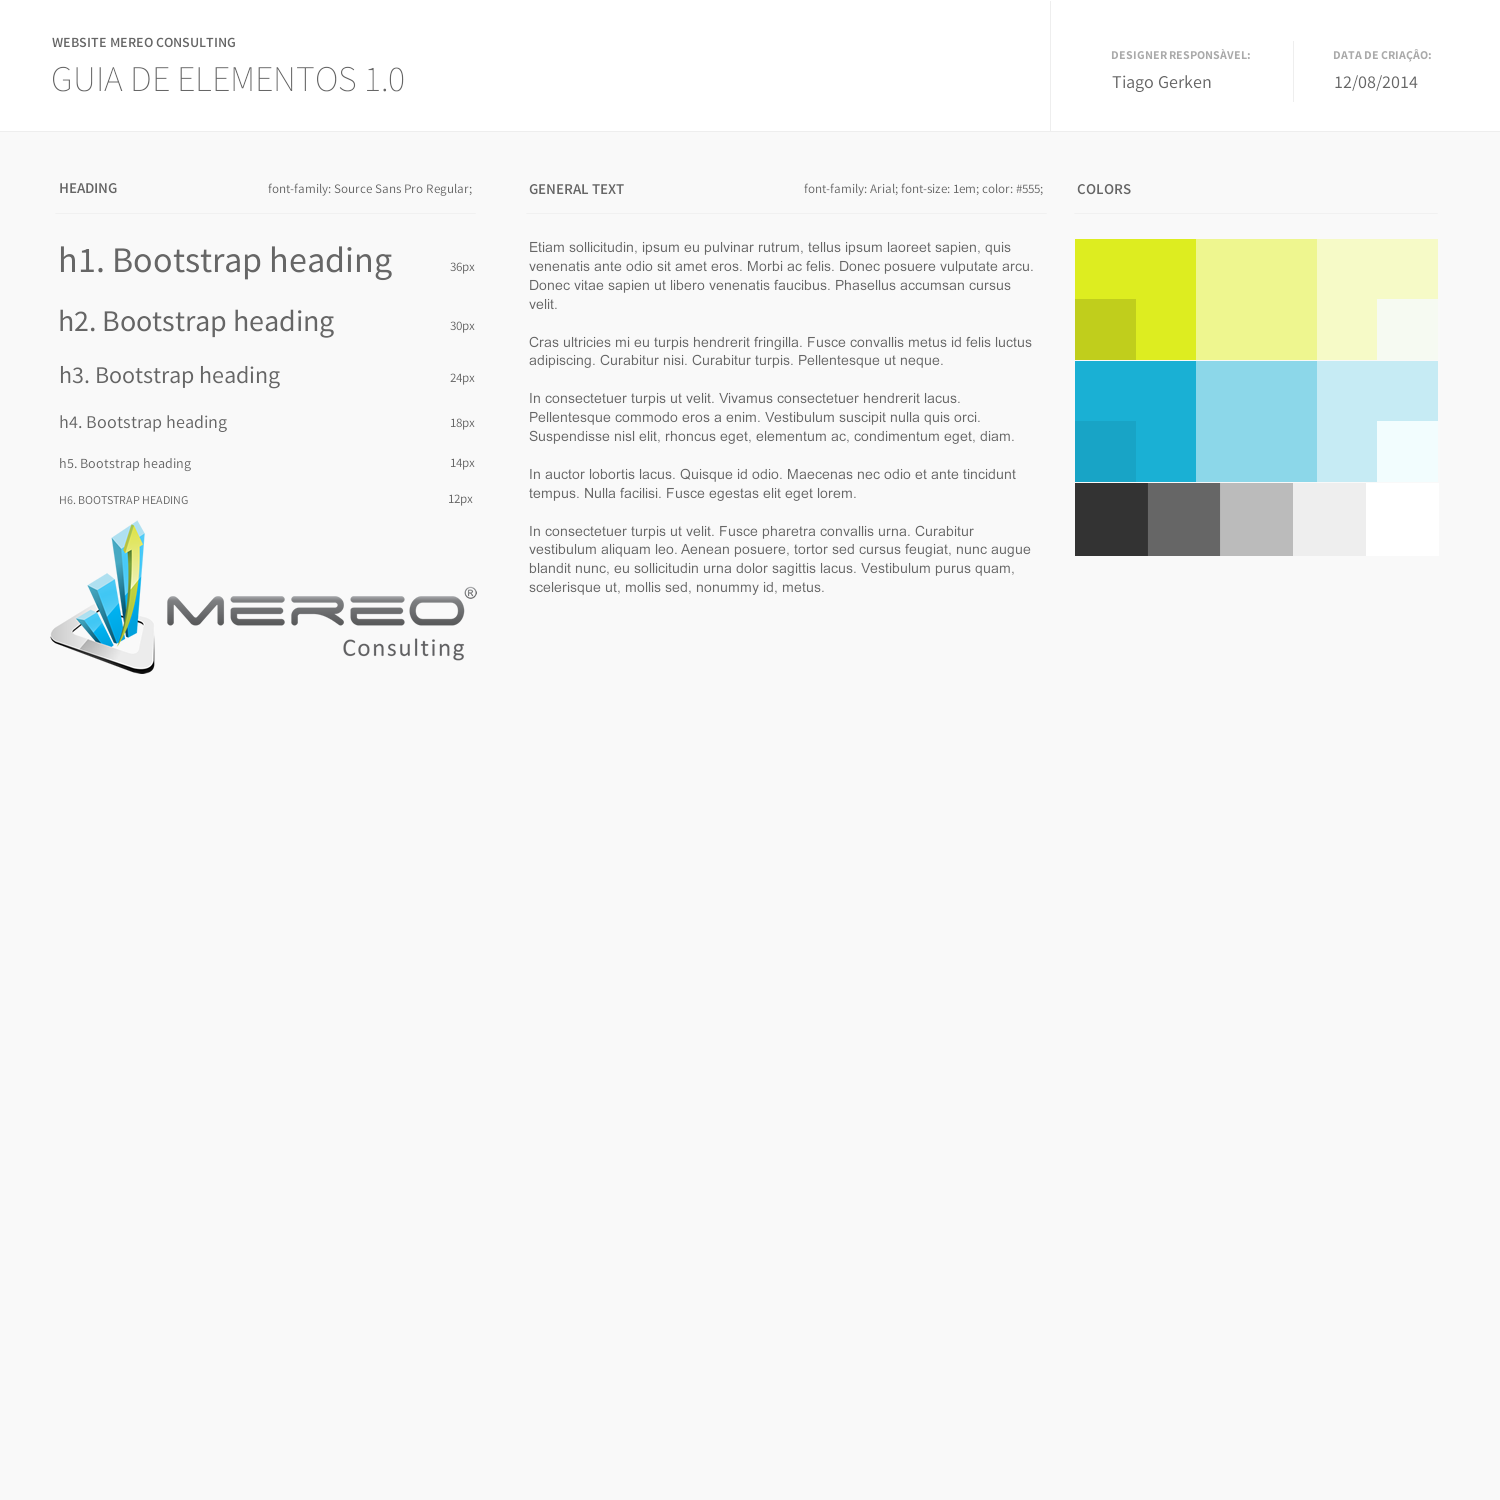 WEBSITE MEREO CONSULTING
GUIA DE ELEMENTOS 1.0
DESIGNER RESPONSÀVEL:
Tiago Gerken
DATA DE CRIAÇÃO:
12/08/2014
HEADING
font-family: Source Sans Pro Regular;
h1. Bootstrap heading
36px
h2. Bootstrap heading
30px
h3. Bootstrap heading
24px
h4. Bootstrap heading
18px
h5. Bootstrap heading
14px
H6. BOOTSTRAP HEADING
12px
MEREO®
Consulting
GENERAL TEXT
font-family: Arial; font-size: 1em; color: #555;
Etiam sollicitudin, ipsum eu pulvinar rutrum, tellus ipsum laoreet sapien, quis
venenatis ante odio sit amet eros. Morbi ac felis. Donec posuere vulputate arcu.
Donec vitae sapien ut libero venenatis faucibus. Phasellus accumsan cursus
velit.
Cras ultricies mi eu turpis hendrerit fringilla. Fusce convallis metus id felis luctus
adipiscing. Curabitur nisi. Curabitur turpis. Pellentesque ut neque.
In consectetuer turpis ut velit. Vivamus consectetuer hendrerit lacus.
Pellentesque commodo eros a enim. Vestibulum suscipit nulla quis orci.
Suspendisse nisl elit, rhoncus eget, elementum ac, condimentum eget, diam.
In auctor lobortis lacus. Quisque id odio. Maecenas nec odio et ante tincidunt
tempus. Nulla facilisi. Fusce egestas elit eget lorem.
In consectetuer turpis ut velit. Fusce pharetra convallis urna. Curabitur
vestibulum aliquam leo. Aenean posuere, tortor sed cursus feugiat, nunc augue
blandit nunc, eu sollicitudin urna dolor sagittis lacus. Vestibulum purus quam,
scelerisque ut, mollis sed, nonummy id, metus.
COLORS